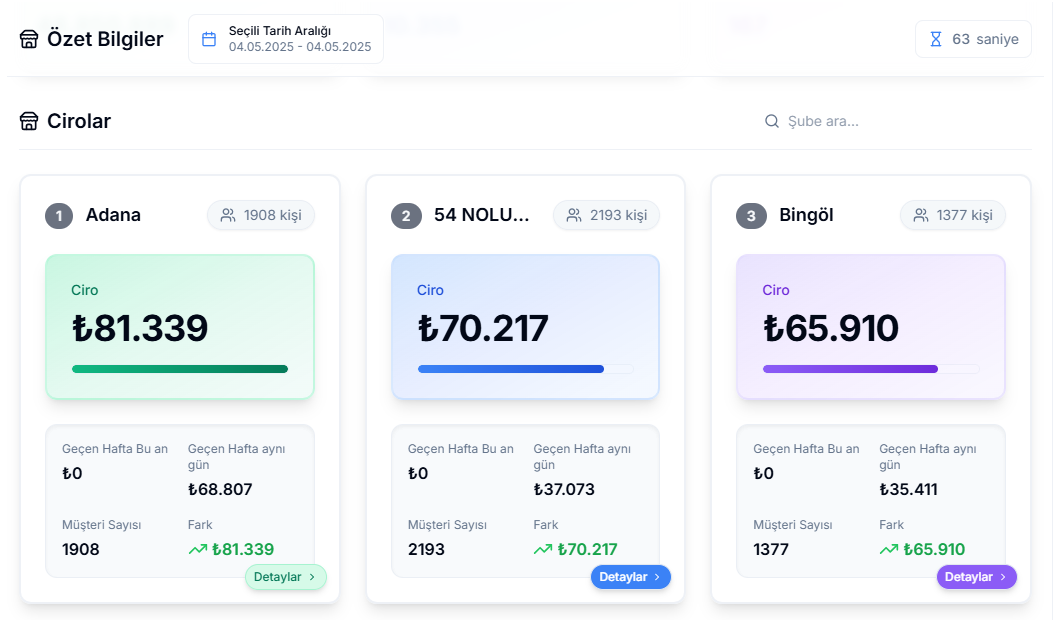 Özet Bilgiler
Seçili Tarih Aralığı
04.05.2025 - 04.05.2025
63 saniye
Cirolar
Şube ara...
1 Adana 1908 kişi
Ciro
₺81.339
Geçen Hafta Bu an
₺0
Geçen Hafta aynı
gün
₺68.807
Müşteri Sayısı
1908
Fark
₺81.339
Detaylar
2 54 NOLU... 2193 kişi
Ciro
₺70.217
Geçen Hafta Bu an
₺0
Geçen Hafta aynı
gün
₺37.073
Müşteri Sayısı
2193
Fark
₺70.217
Detaylar
3 Bingöl 1377 kişi
Ciro
₺65.910
Geçen Hafta Bu an
₺0
Geçen Hafta aynı
gün
₺35.411
Müşteri Sayısı
1377
Fark
₺65.910
Detaylar